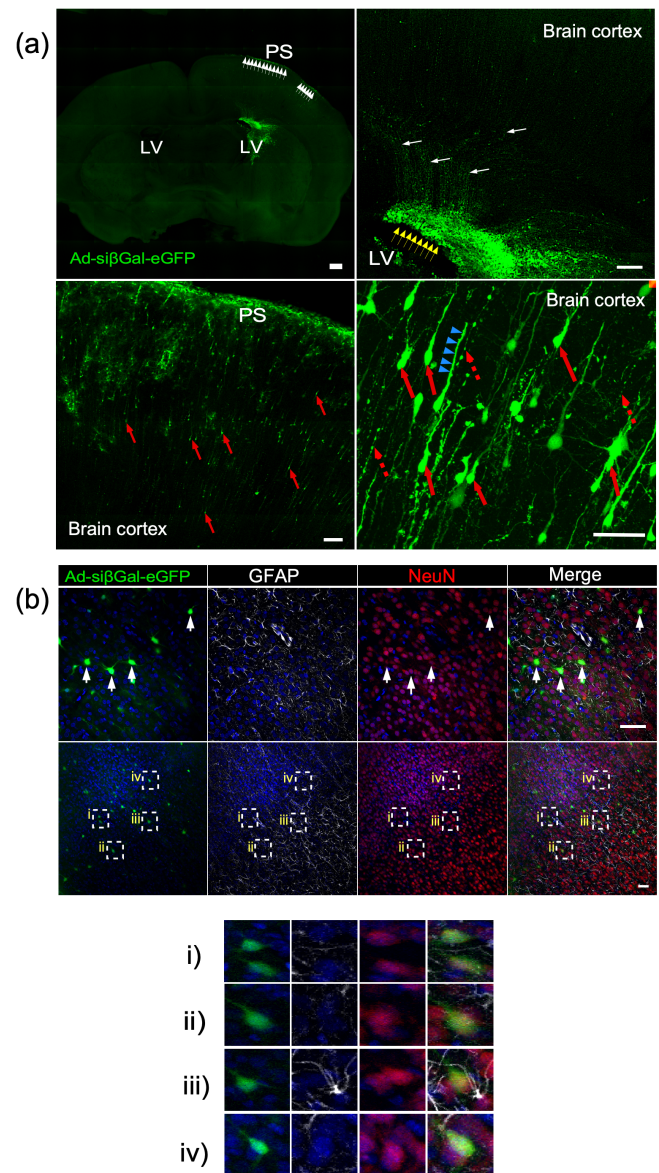 (a)
PS
LV
LV
Ad-siβGal-eGFP
Brain cortex
LV
PS
Brain cortex
Brain cortex
(b)
Ad-siβGal-eGFP
GFAP
NeuN
Merge
iv
i
iii
ii
iv
i
iii
ii
iv
i
iii
ii
iv
i
iii
ii
i)
ii)
iii)
iv)